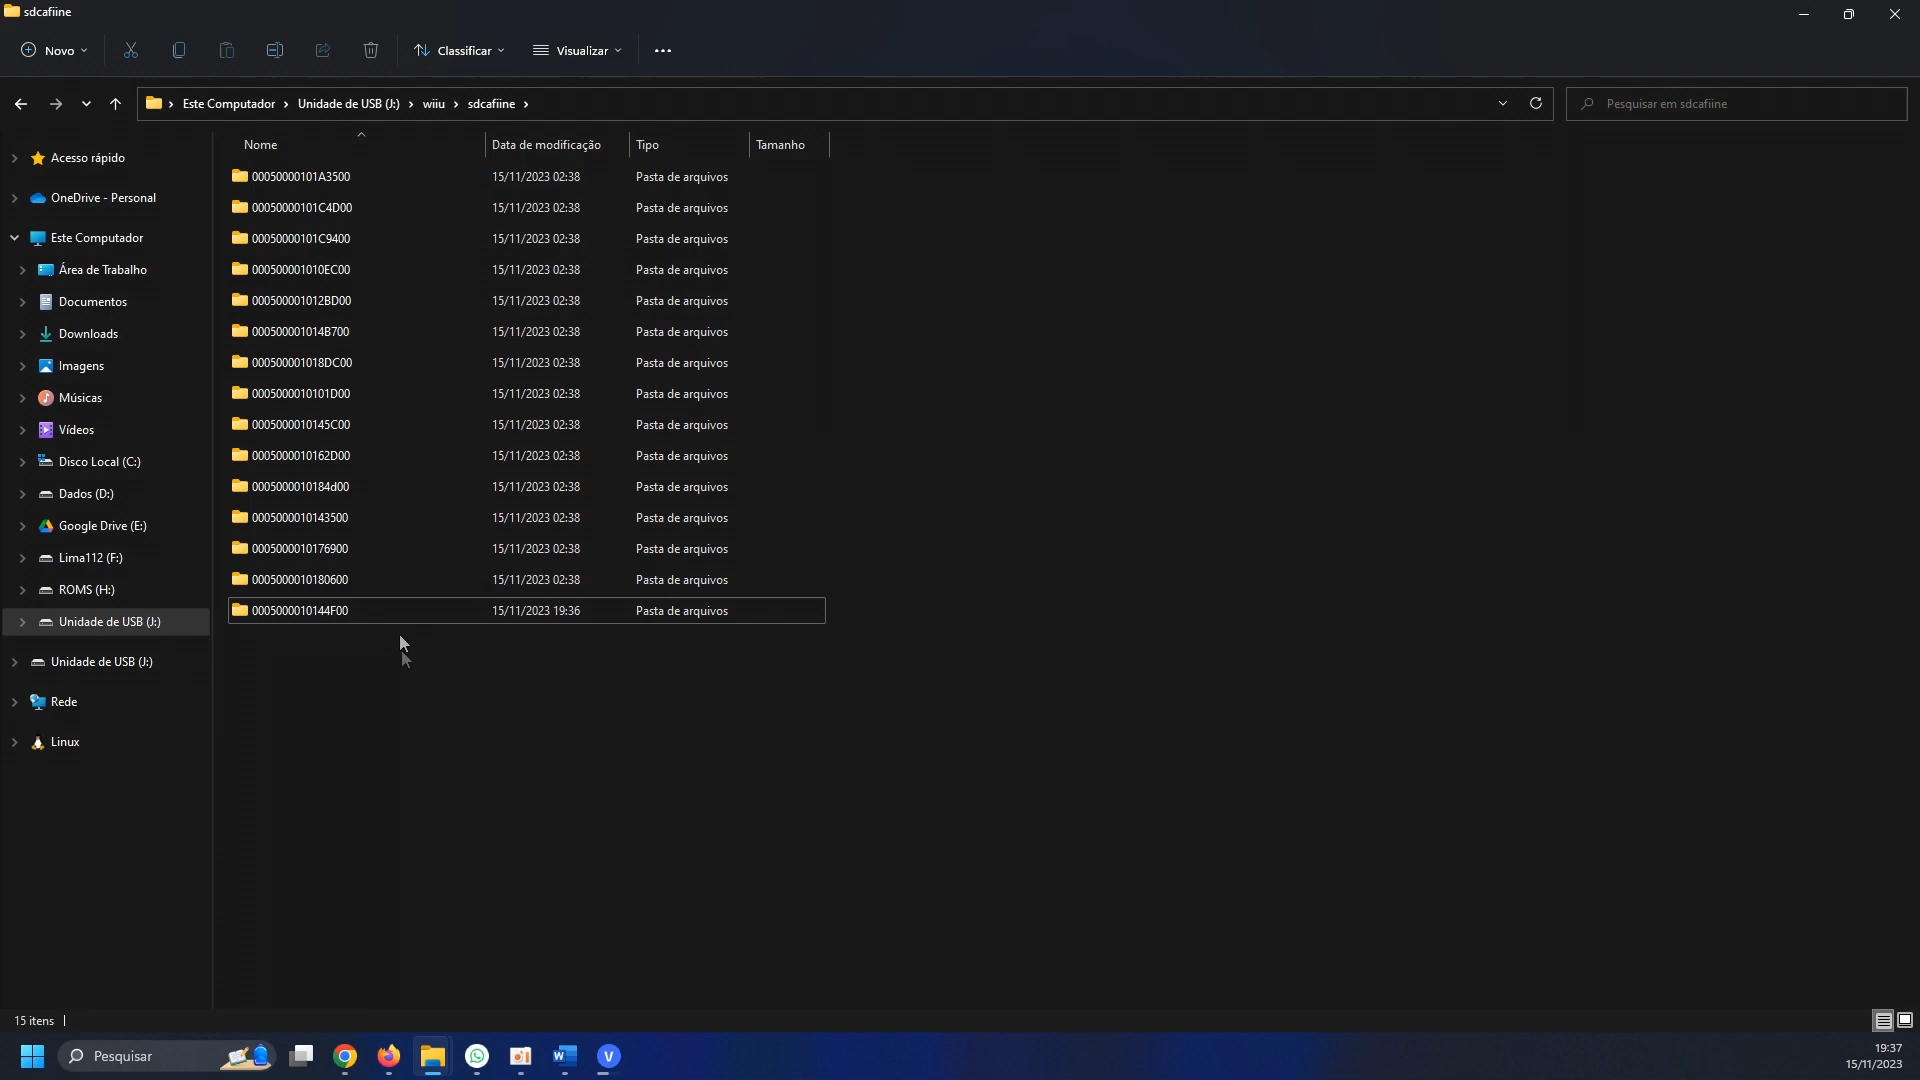 sdcafiine
Novo
Classificar
Visualizar
Este Computador
Unidade de USB (J:)
wiiu
sdcafiine
Pesquisar em sdcafiine
Nome
Data de modificação
Tipo
Tamanho
00050000101A3500 15/11/2023 02:38 Pasta de arquivos
00050000101C4D00 15/11/2023 02:38 Pasta de arquivos
00050000101C9400 15/11/2023 02:38 Pasta de arquivos
000500001010EC00 15/11/2023 02:38 Pasta de arquivos
000500001012BD00 15/11/2023 02:38 Pasta de arquivos
000500001014B700 15/11/2023 02:38 Pasta de arquivos
000500001018DC00 15/11/2023 02:38 Pasta de arquivos
0005000010101D00 15/11/2023 02:38 Pasta de arquivos
0005000010145C00 15/11/2023 02:38 Pasta de arquivos
0005000010162D00 15/11/2023 02:38 Pasta de arquivos
0005000010184d00 15/11/2023 02:38 Pasta de arquivos
0005000010143500 15/11/2023 02:38 Pasta de arquivos
0005000010176900 15/11/2023 02:38 Pasta de arquivos
0005000010180600 15/11/2023 02:38 Pasta de arquivos
0005000010144F00 15/11/2023 19:36 Pasta de arquivos
Acesso rápido
OneDrive - Personal
Este Computador
Área de Trabalho
Documentos
Downloads
Imagens
Músicas
Vídeos
Disco Local (C:)
Dados (D:)
Google Drive (E:)
Lima112 (F:)
ROMS (H:)
Unidade de USB (J:)
Unidade de USB (J:)
Rede
Linux
15 itens
Pesquisar
19:37
15/11/2023